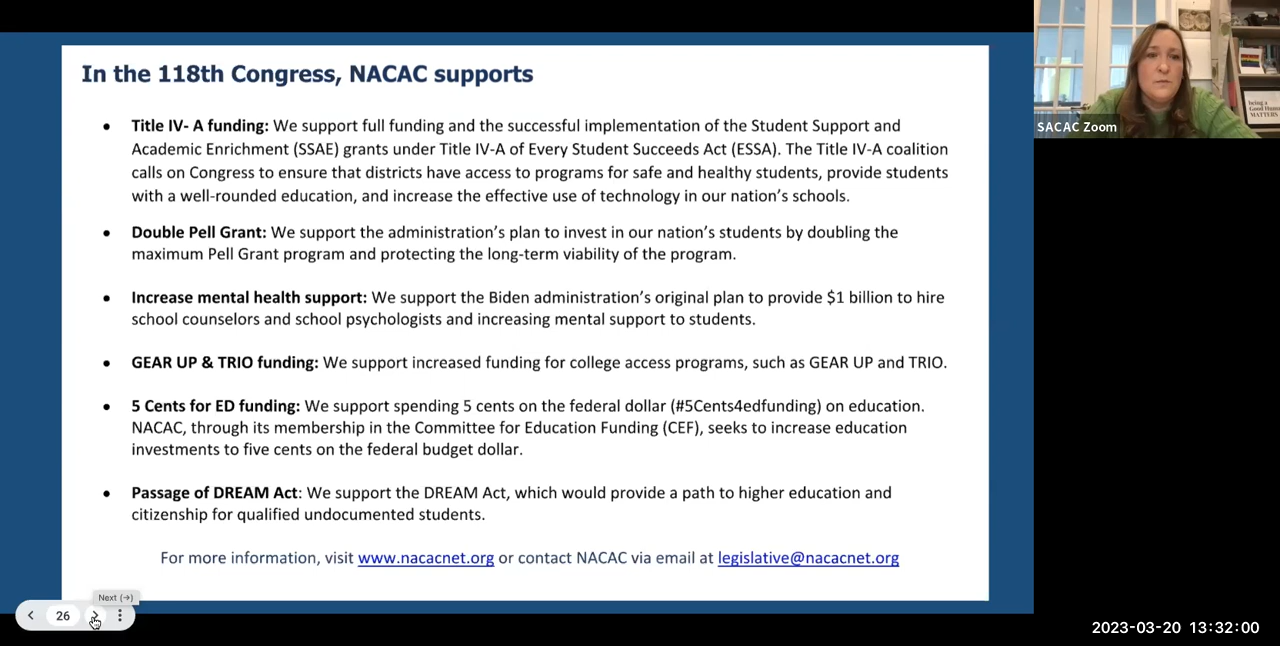 In the 118th Congress, NACAC supports
• Title IV- A funding: We support full funding and the successful implementation of the Student Support and
Academic Enrichment (SSAE) grants under Title IV-A of Every Student Succeeds Act (ESSA). The Title IV-A coalition
calls on Congress to ensure that districts have access to programs for safe and healthy students, provide students
with a well-rounded education, and increase the effective use of technology in our nation's schools.
• Double Pell Grant: We support the administration's plan to invest in our nation's students by doubling the
maximum Pell Grant program and protecting the long-term viability of the program.
• Increase mental health support: We support the Biden administration's original plan to provide $1 billion to hire
school counselors and school psychologists and increasing mental support to students.
• GEAR UP & TRIO funding: We support increased funding for college access programs, such as GEAR UP and TRIO.
• 5 Cents for ED funding: We support spending 5 cents on the federal dollar (#5Cents4edfunding) on education.
NACAC, through its membership in the Committee for Education Funding (CEF), seeks to increase education
investments to five cents on the federal budget dollar.
• Passage of DREAM Act: We support the DREAM Act, which would provide a path to higher education and
citizenship for qualified undocumented students.
For more information, visit www.nacacnet.org or contact NACAC via email at legislative@nacacnet.org
Next (→)
26
being a
Good Human
MATTERS
SACAC Zoom
2023-03-20 13:32:00